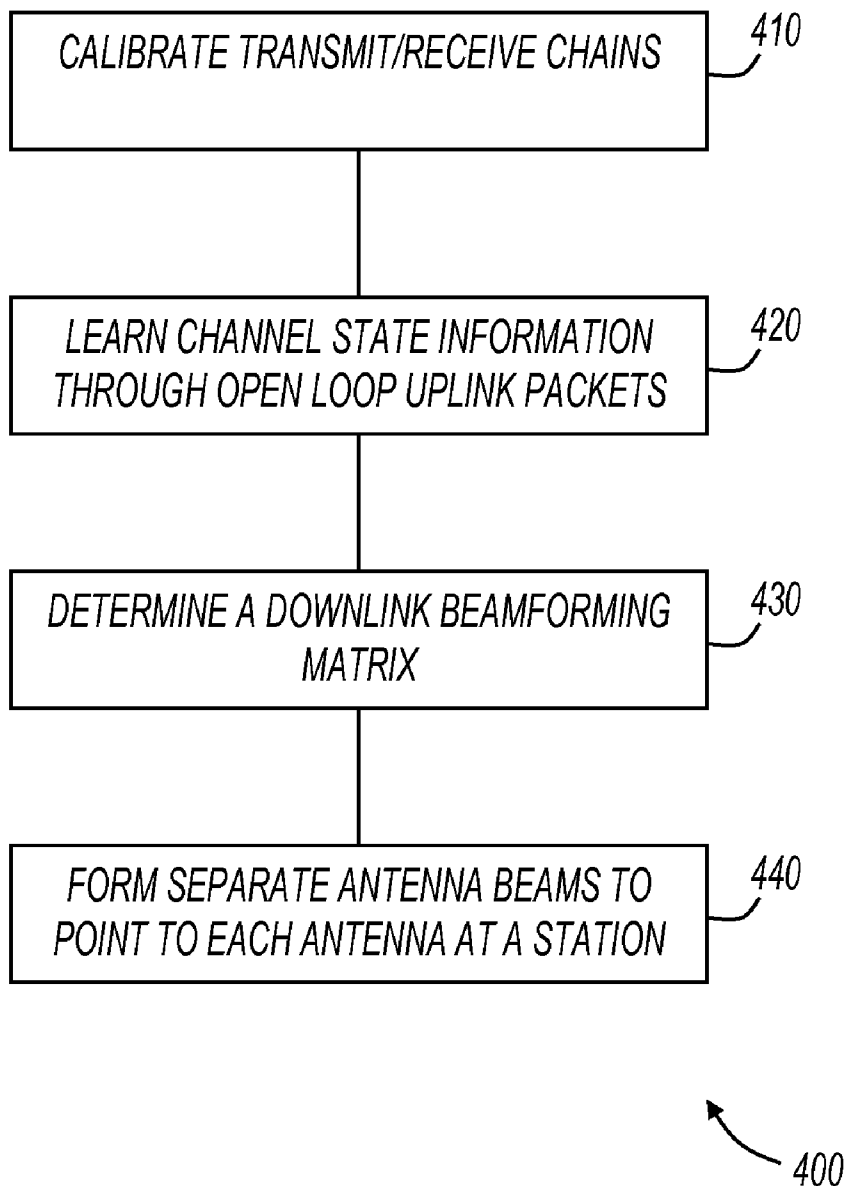 CALIBRATE TRANSMIT/RECEIVE CHAINS
410
LEARN CHANNEL STATE INFORMATION
THROUGH OPEN LOOP UPLINK PACKETS
420
DETERMINE A DOWNLINK BEAMFORMING
MATRIX
430
FORM SEPARATE ANTENNA BEAMS TO
POINT TO EACH ANTENNA AT A STATION
440
400